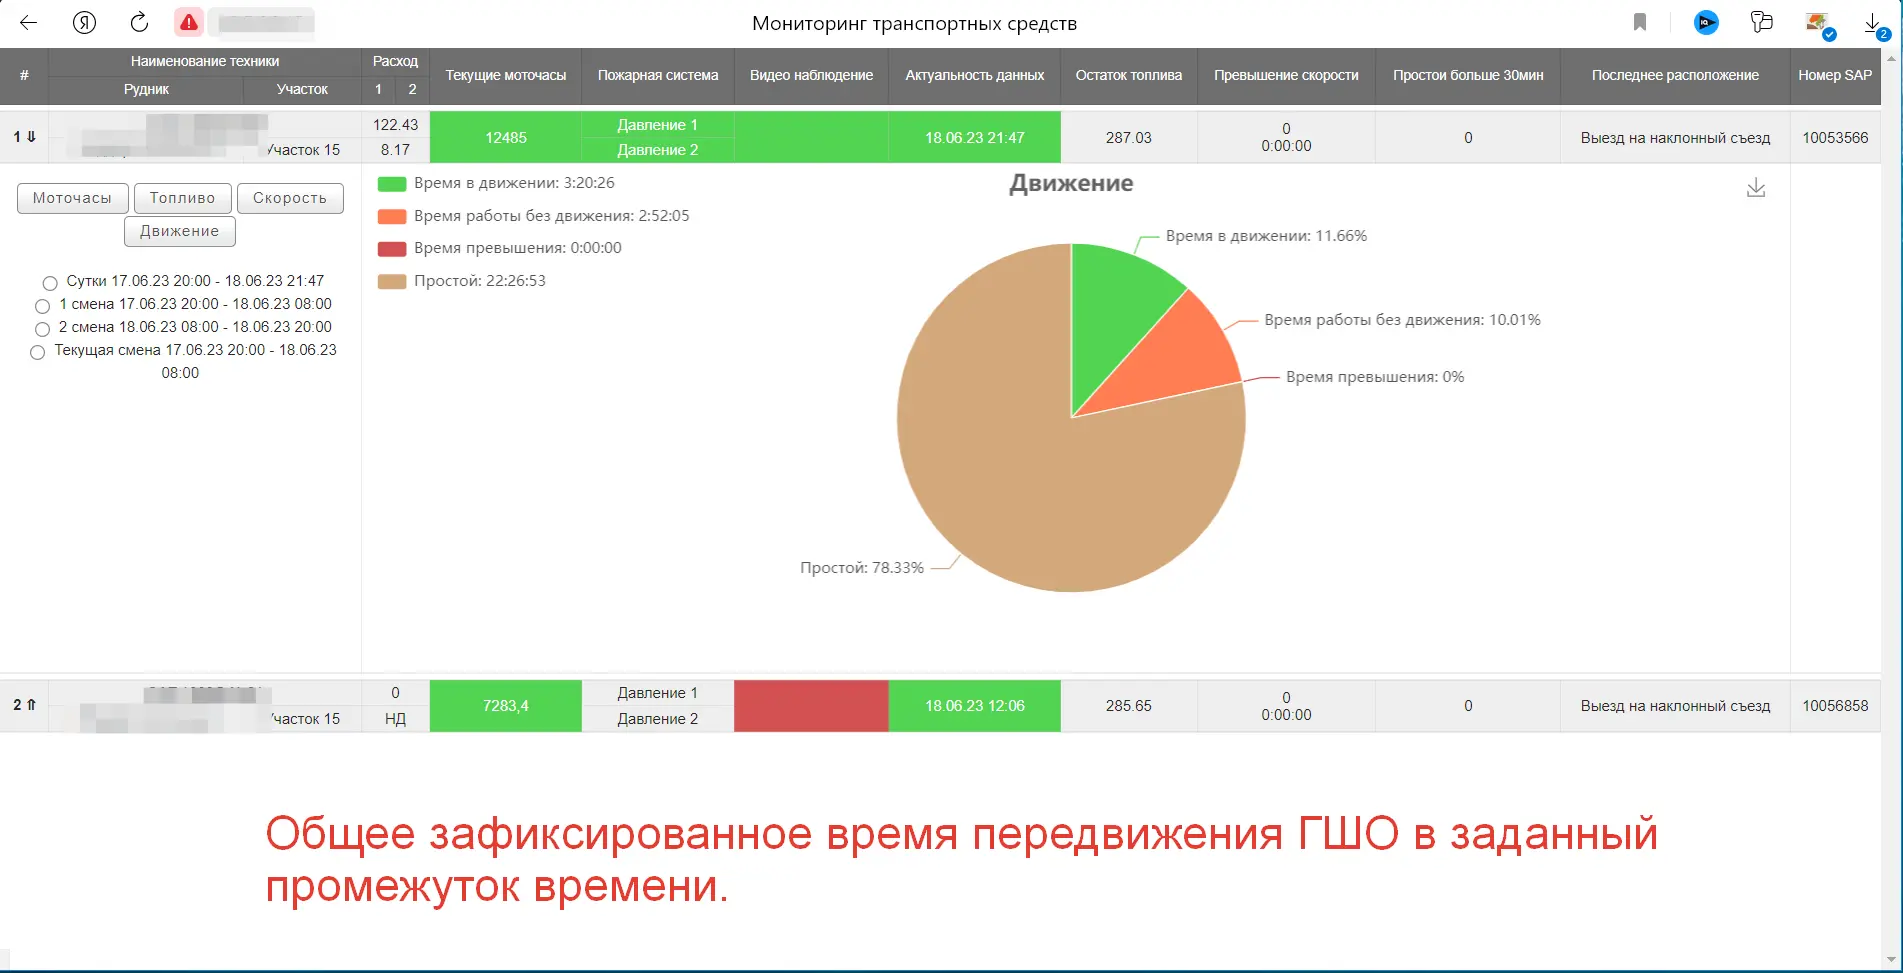 Мониторинг транспортных средств
2
#
Наименование техники
Рудник
Участок
Расход
1
2
Текущие моточасы
Пожарная система
Видео наблюдение
Актуальность данных
Остаток топлива
Превышение скорости
Простои больше 30мин
Последнее расположение
Номер SAP
1 ⇓
Участок 15
122.43
8.17
12485
Давление 1
Давление 2
18.06.23 21:47
287.03
0
0:00:00
0
Выезд на наклонный съезд
10053566
Моточасы
Топливо
Скорость
Движение
Сутки 17.06.23 20:00 - 18.06.23 21:47
1 смена 17.06.23 20:00 - 18.06.23 08:00
2 смена 18.06.23 08:00 - 18.06.23 20:00
Текущая смена 17.06.23 20:00 - 18.06.23
08:00
Время в движении: 3:20:26
Время работы без движения: 2:52:05
Время превышения: 0:00:00
Простой: 22:26:53
Движение
Время в движении: 11.66%
Время работы без движения: 10.01%
Время превышения: 0%
Простой: 78.33%
2 ⇑
Участок 15
0
НД
7283,4
Давление 1
Давление 2
18.06.23 12:06
285.65
0
0:00:00
0
Выезд на наклонный съезд
10056858
Общее зафиксированное время передвижения ГШО в заданный
промежуток времени.